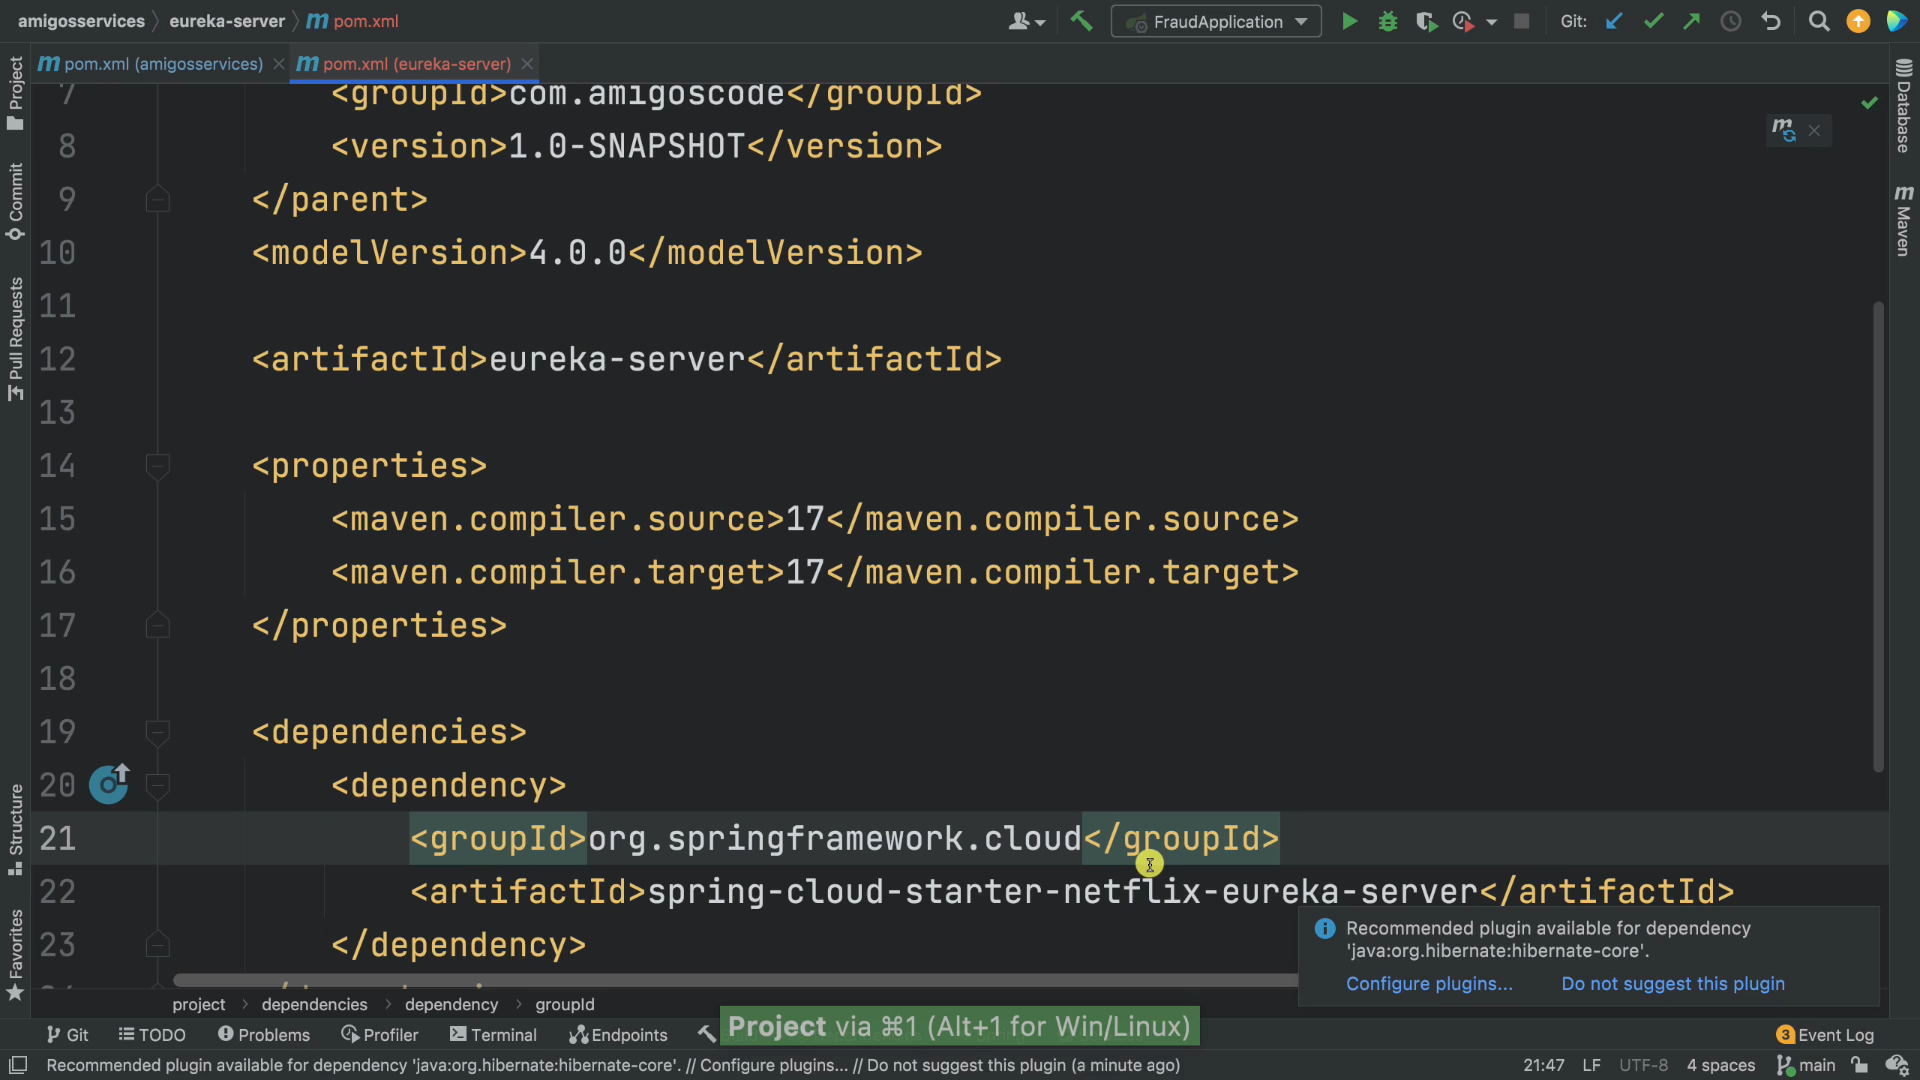 amigosservices eureka-server m pom.xml
FraudApplication Git:
m pom.xml (amigosservices) m pom.xml (eureka-server)
Project
Commit
Pull Requests
Structure
Favorites
Database
m Maven
7 <groupId>com.amigoscode</groupId>
8 <version>1.0-SNAPSHOT</version>
9 </parent>
10 <modelVersion>4.0.0</modelVersion>
11
12 <artifactId>eureka-server</artifactId>
13
14 <properties>
15 <maven.compiler.source>17</maven.compiler.source>
16 <maven.compiler.target>17</maven.compiler.target>
17 </properties>
18
19 <dependencies>
20 <dependency>
21 <groupId>org.springframework.cloud</groupId>
22 <artifactId>spring-cloud-starter-netflix-eureka-server</artifactId>
23 </dependency>
Recommended plugin available for dependency
'java:org.hibernate:hibernate-core'.
Configure plugins... Do not suggest this plugin
project dependencies dependency groupId
Project via ⌘1 (Alt+1 for Win/Linux)
Git TODO Problems Profiler Terminal Endpoints 3 Event Log
Recommended plugin available for dependency 'java:org.hibernate:hibernate-core'. // Configure plugins... // Do not suggest this plugin (a minute ago) 21:47 LF UTF-8 4 spaces main